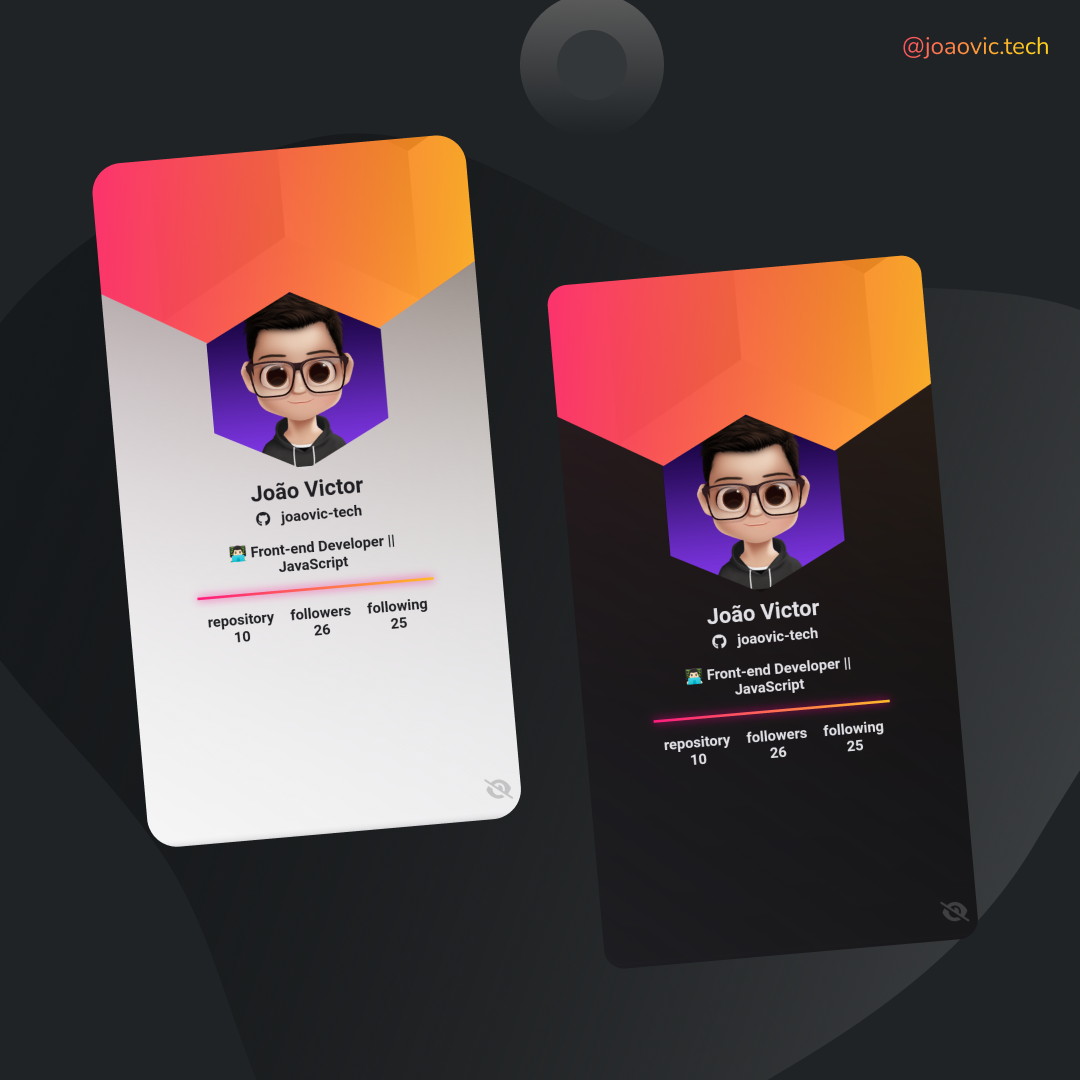 @joaovic.tech
João Victor
joaovic-tech
👨🏻‍💻 Front-end Developer ||
JavaScript
repository followers following
10 26 25
João Victor
joaovic-tech
👨🏻‍💻 Front-end Developer ||
JavaScript
repository followers following
10 26 25